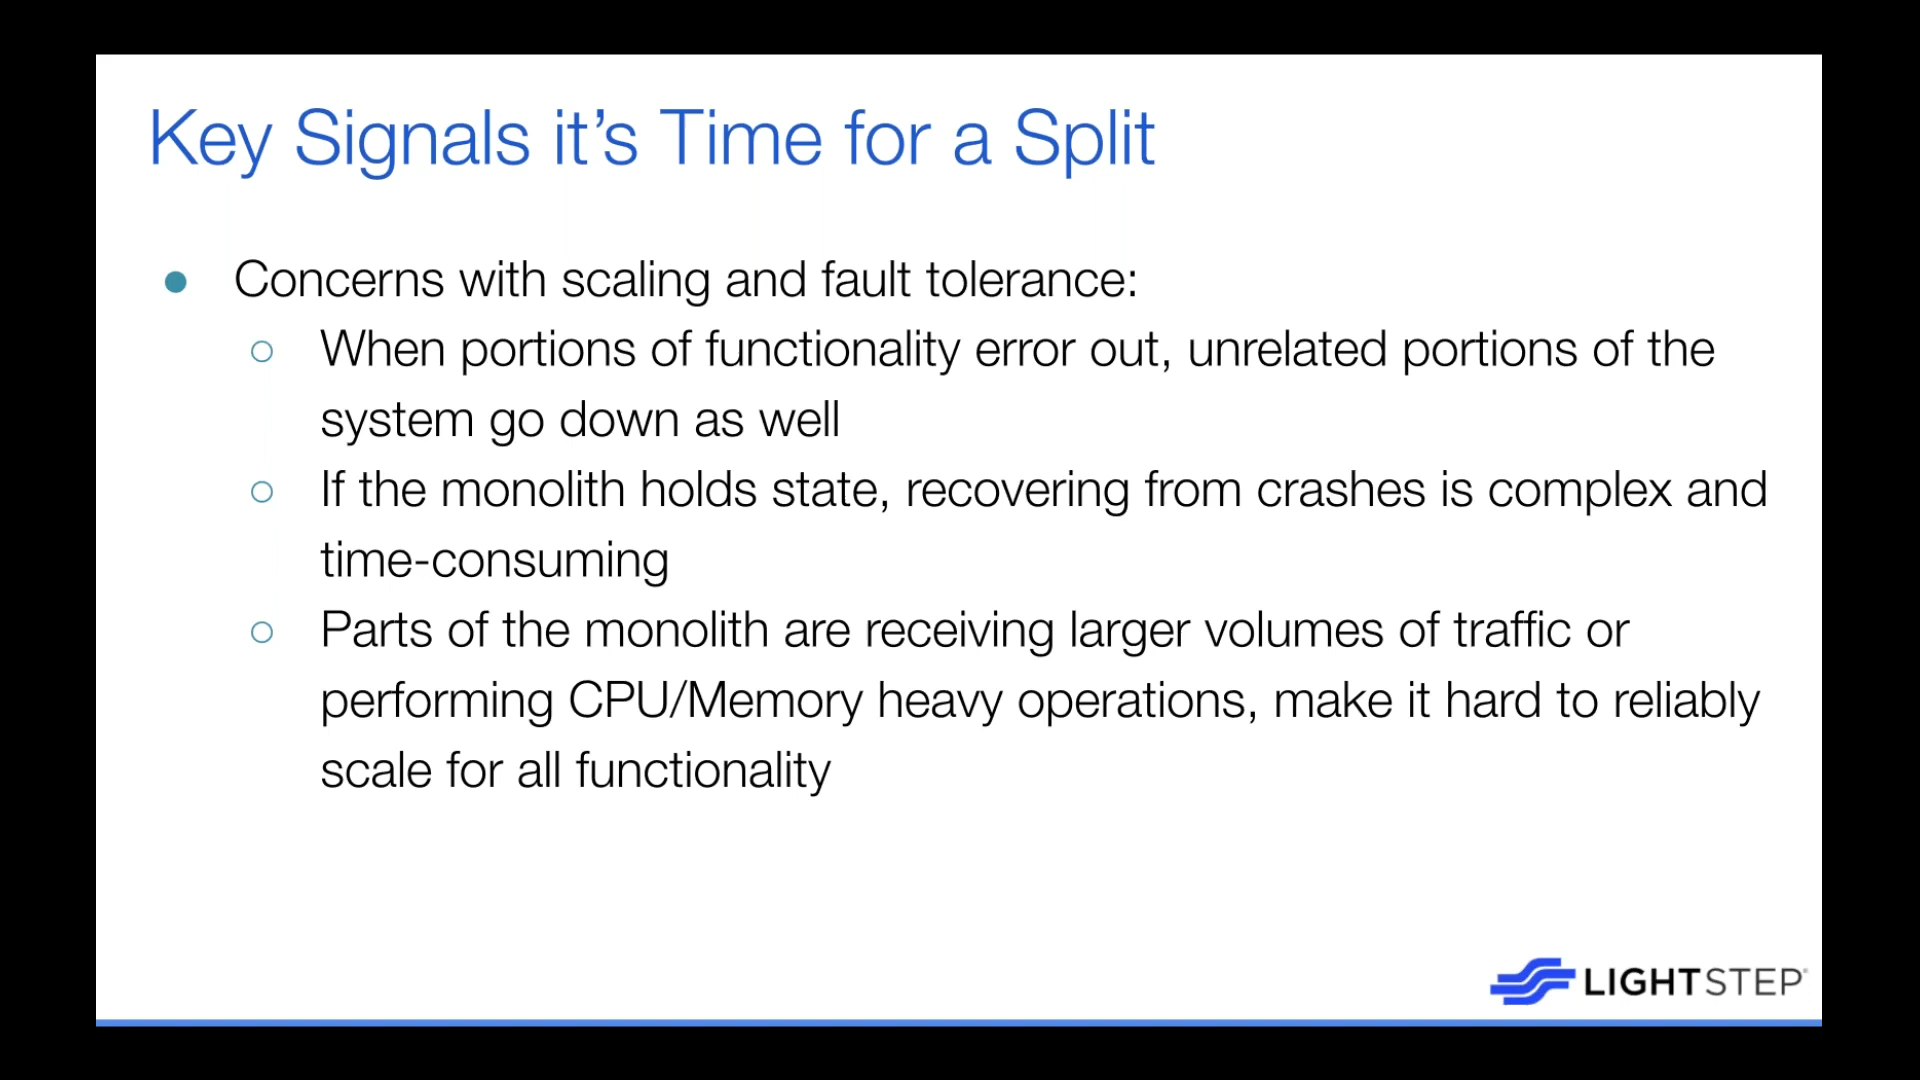 Key Signals it’s Time for a Split
● Concerns with scaling and fault tolerance:
○ When portions of functionality error out, unrelated portions of the
system go down as well
○ If the monolith holds state, recovering from crashes is complex and
time-consuming
○ Parts of the monolith are receiving larger volumes of traffic or
performing CPU/Memory heavy operations, make it hard to reliably
scale for all functionality
LIGHTSTEP